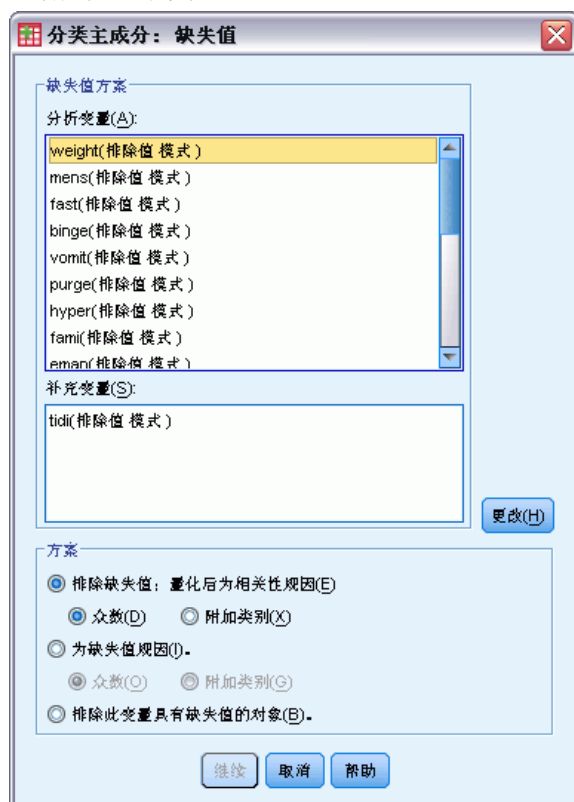 分类主成分：缺失值
缺失值方案
分析变量(A):
weight(排除值 模式 )
mens(排除值 模式 )
fast(排除值 模式 )
binge(排除值 模式 )
vomit(排除值 模式 )
purge(排除值 模式 )
hyper(排除值 模式 )
fami(排除值 模式 )
eman(排除值 模式 )
补充变量(S):
tidi(排除值 模式 )
更改(H)
方案
排除缺失值；量化后为相关性规因(E)
众数(D) 附加类别(X)
为缺失值规因(I)。
众数(O) 附加类别(G)
排除此变量具有缺失值的对象(B)。
继续 取消 帮助